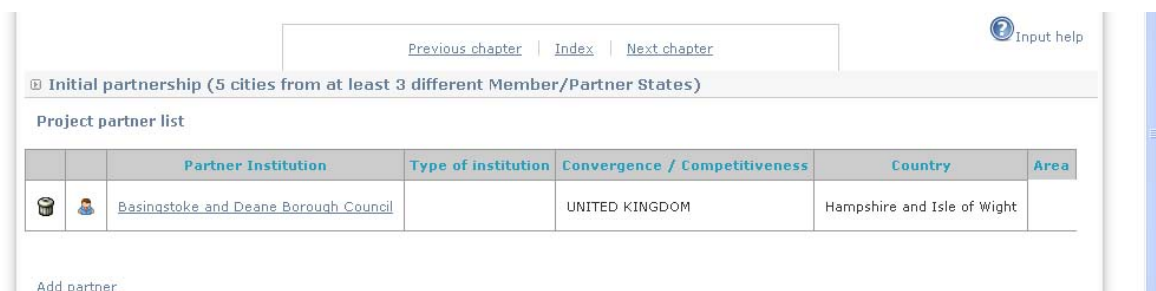 Input help
Previous chapter | Index | Next chapter
Initial partnership (5 cities from at least 3 different Member/Partner States)
Project partner list
Partner Institution Type of institution Convergence / Competitiveness Country Area
Basingstoke and Deane Borough Council UNITED KINGDOM Hampshire and Isle of Wight
Add partner